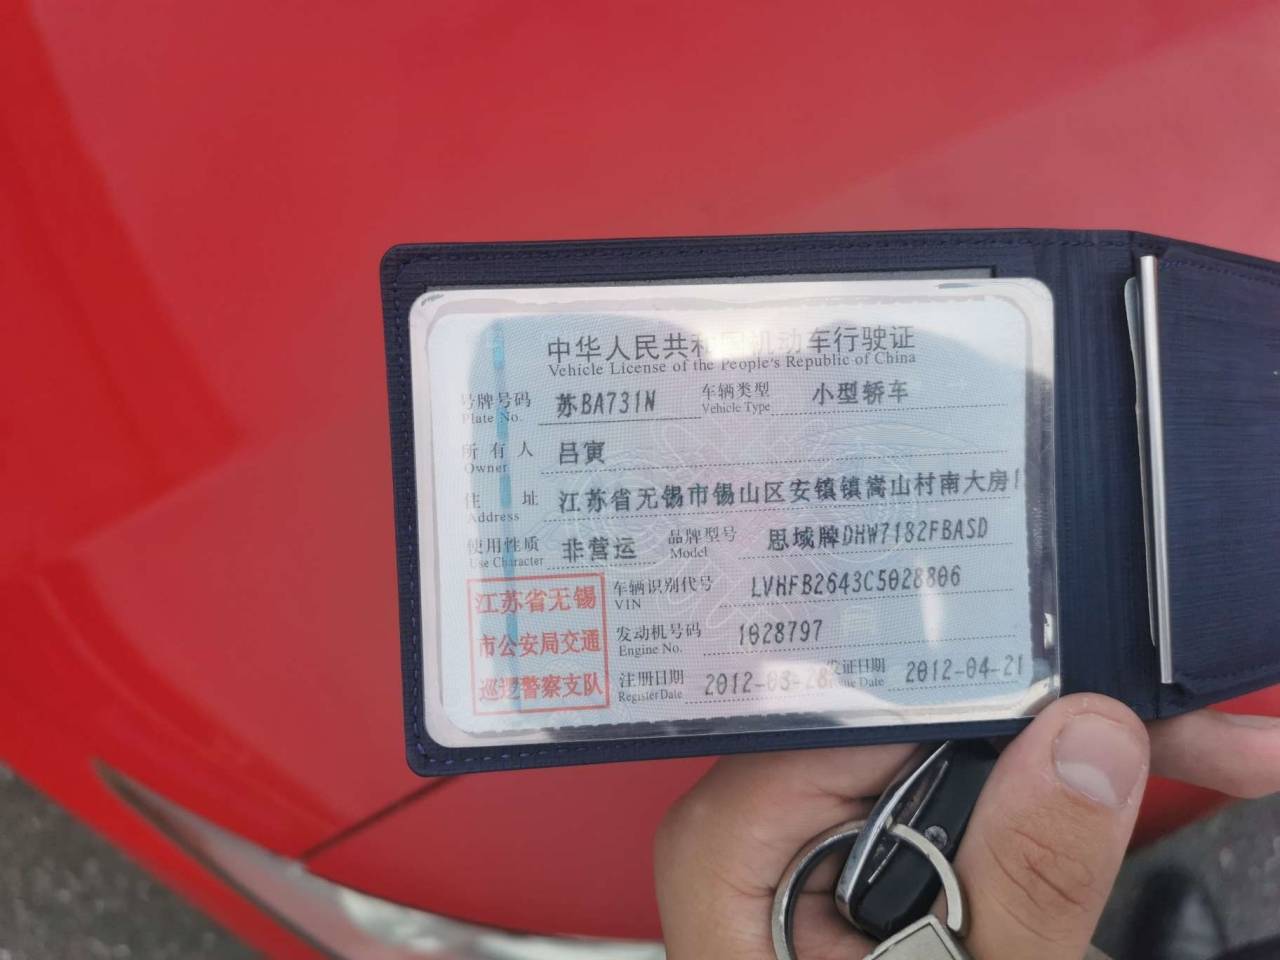 中华人民共和国机动车行驶证
Vehicle License of the People's Republic of China
号牌号码 苏BA731N 车辆类型 小型轿车
Plate No. Vehicle Type
所有人 吕寅
Owner
住址 江苏省无锡市锡山区安镇镇嵩山村南大房1
Address
使用性质 非营运 品牌型号 思域牌DHW7182FBASD
Use Character Model
江苏省无锡 车辆识别代号 LVHFB2643C5028806
VIN
市公安局交通 发动机号码 1028797
Engine No.
巡逻警察支队 注册日期 2012-03-28 发证日期 2012-04-21
Register Date Issue Date